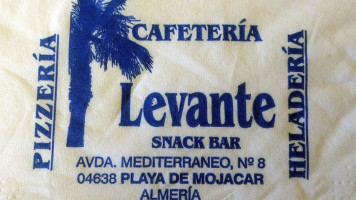 CAFETERÍA
PIZZERÍA
HELADERÍA
Levante
SNACK BAR
AVDA. MEDITERRANEO, Nº 8
04638 PLAYA DE MOJACAR
ALMERÍA